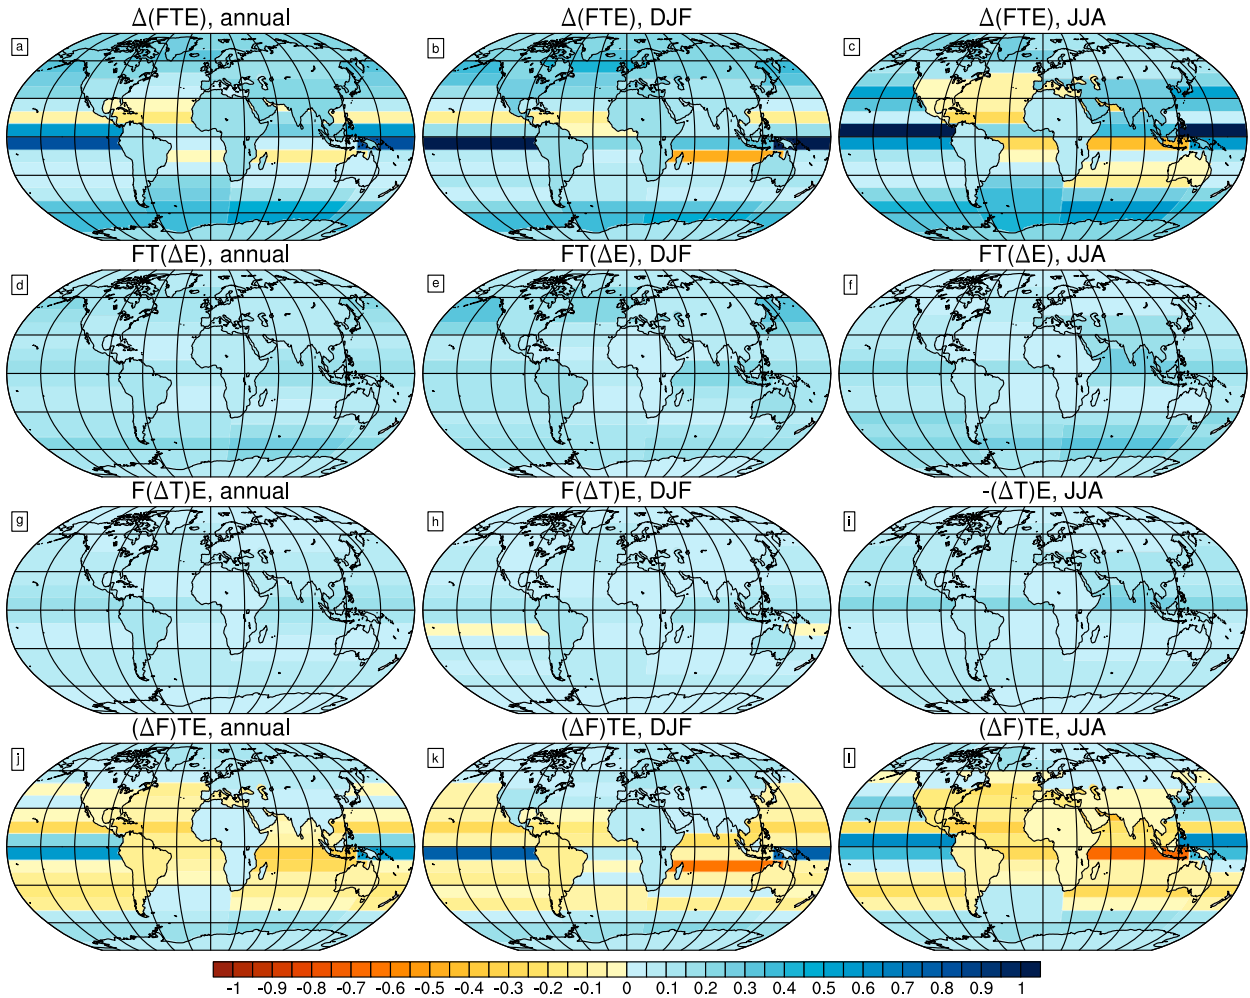 Δ(FTE), annual
Δ(FTE), DJF
Δ(FTE), JJA
a
b
c
FT(ΔE), annual
FT(ΔE), DJF
FT(ΔE), JJA
d
e
f
F(ΔT)E, annual
F(ΔT)E, DJF
-(ΔT)E, JJA
g
h
i
(ΔF)TE, annual
(ΔF)TE, DJF
(ΔF)TE, JJA
j
k
l
-1 -0.9 -0.8 -0.7 -0.6 -0.5 -0.4 -0.3 -0.2 -0.1 0 0.1 0.2 0.3 0.4 0.5 0.6 0.7 0.8 0.9 1